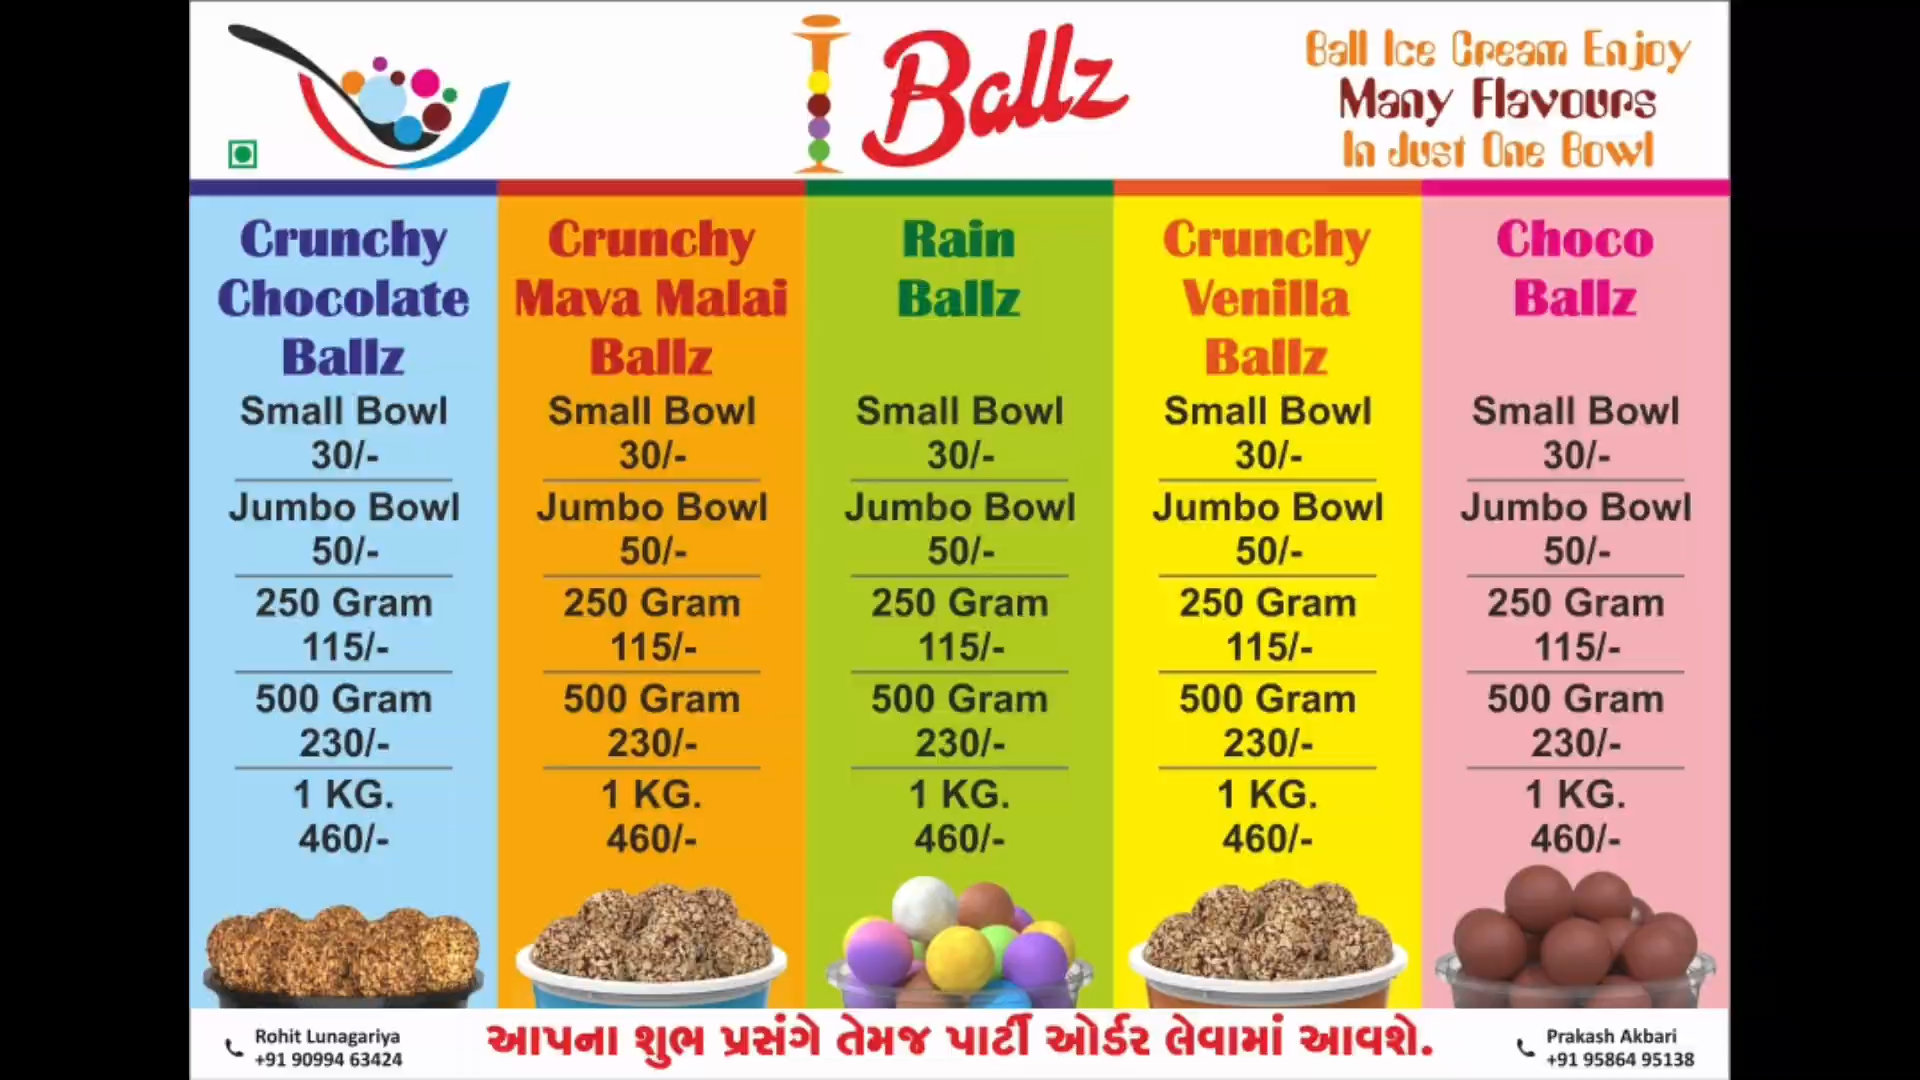 Ballz
Ball Ice Cream Enjoy
Many Flavours
In Just One Bowl
Crunchy
Chocolate
Ballz
Small Bowl
30/-
Jumbo Bowl
50/-
250 Gram
115/-
500 Gram
230/-
1 KG.
460/-
Crunchy
Mava Malai
Ballz
Small Bowl
30/-
Jumbo Bowl
50/-
250 Gram
115/-
500 Gram
230/-
1 KG.
460/-
Rain
Ballz
Small Bowl
30/-
Jumbo Bowl
50/-
250 Gram
115/-
500 Gram
230/-
1 KG.
460/-
Crunchy
Venilla
Ballz
Small Bowl
30/-
Jumbo Bowl
50/-
250 Gram
115/-
500 Gram
230/-
1 KG.
460/-
Choco
Ballz
Small Bowl
30/-
Jumbo Bowl
50/-
250 Gram
115/-
500 Gram
230/-
1 KG.
460/-
Rohit Lunagariya
+91 90994 63424
આપના શુભ પ્રસંગે તેમજ પાર્ટી ઓર્ડર લેવામાં આવશે.
Prakash Akbari
+91 95864 95138